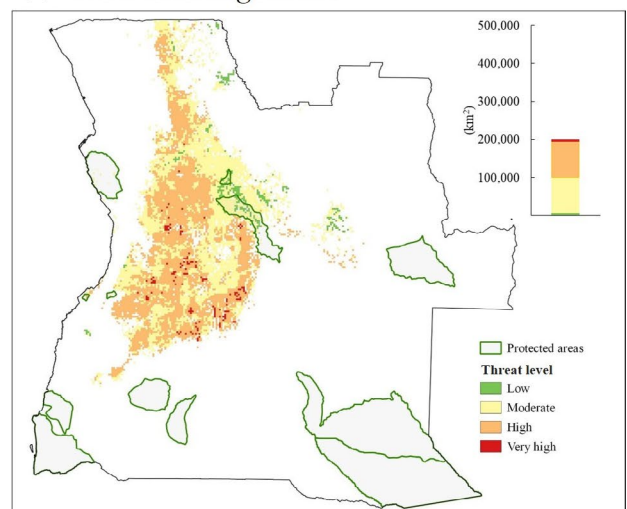 500,000
400,000
300,000
(km²)
200,000
100,000
Protected areas
Threat level
Low
Moderate
High
Very high